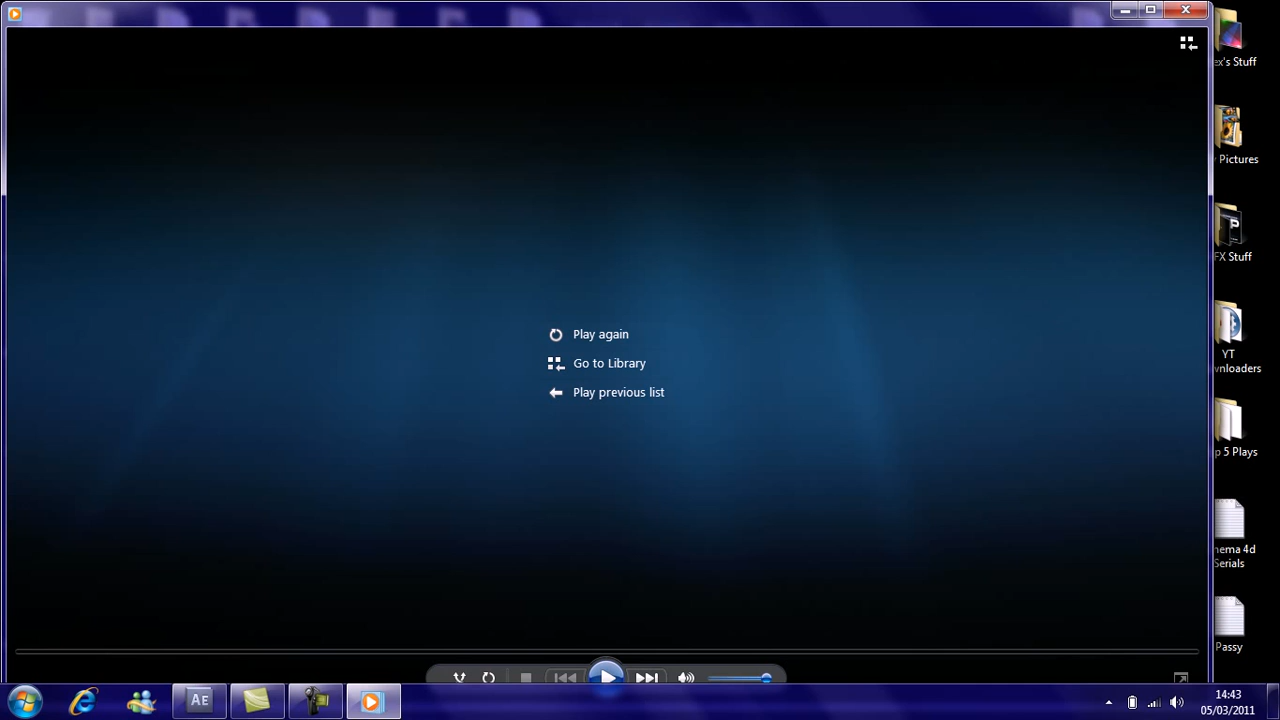 ex's Stuff
Pictures
FX Stuff
YT
wnloaders
p 5 Plays
nema 4d
Serials
Passy
Play again
Go to Library
Play previous list
AE
14:43
05/03/2011